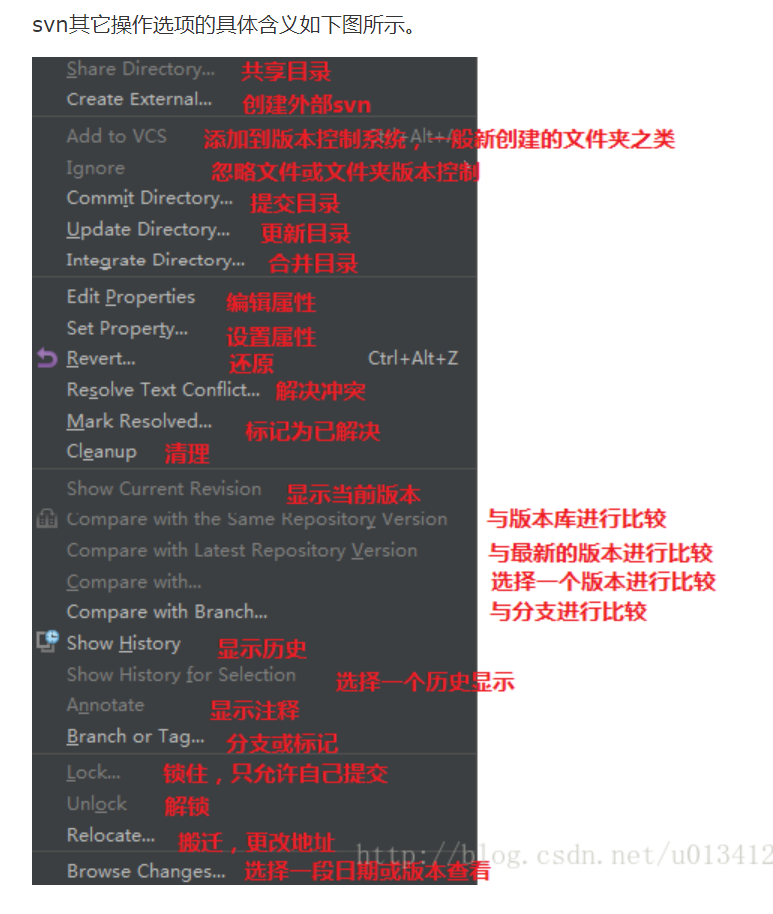 svn其它操作选项的具体含义如下图所示。
Share Directory... 共享目录
Create External... 创建外部svn
Add to VCS 添加到版本控制系统，一般新创建的文件夹之类
Ignore 忽略文件或文件夹版本控制
Commit Directory... 提交目录
Update Directory... 更新目录
Integrate Directory... 合并目录
Edit Properties 编辑属性
Set Property... 设置属性
Revert... 还原 Ctrl+Alt+Z
Resolve Text Conflict... 解决冲突
Mark Resolved... 标记为已解决
Cleanup 清理
Show Current Revision 显示当前版本
Compare with the Same Repository Version 与版本库进行比较
Compare with Latest Repository Version 与最新的版本进行比较
Compare with... 选择一个版本进行比较
Compare with Branch... 与分支进行比较
Show History 显示历史
Show History for Selection 选择一个历史显示
Annotate 显示注释
Branch or Tag... 分支或标记
Lock... 锁住，只允许自己提交
Unlock 解锁
Relocate... 搬迁，更改地址
http://blog.csdn.net/u013412
Browse Changes... 选择一段日期或版本查看